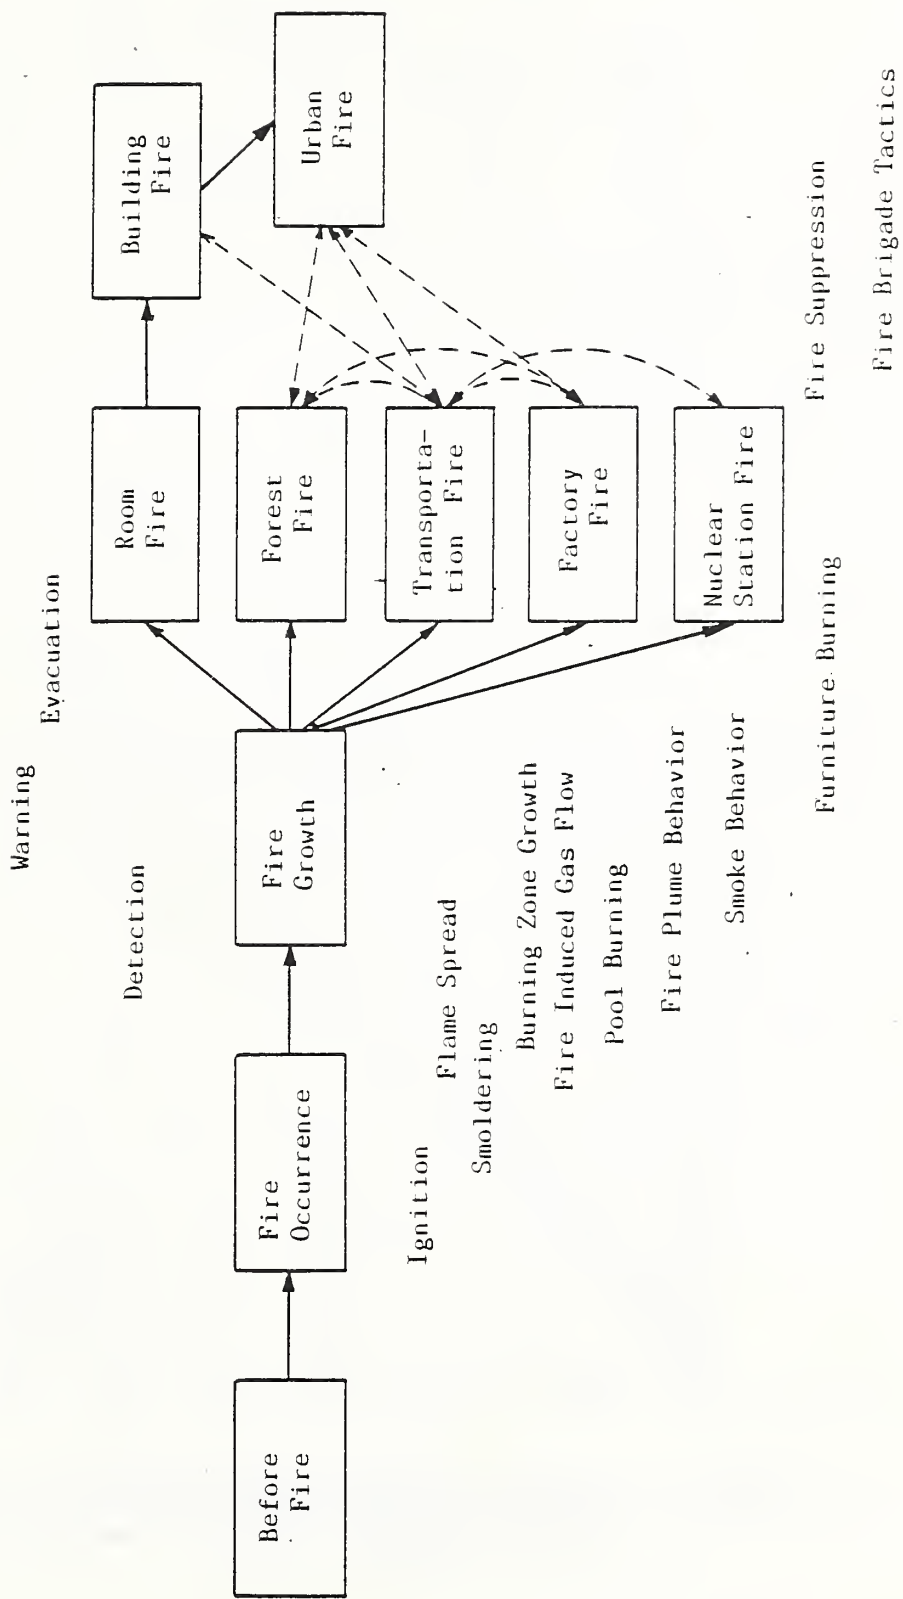 Warning
Evacuation
Detection
Before
Fire
Fire
Occurrence
Fire
Growth
Room
Fire
Building
Fire
Forest
Fire
Urban
Fire
Transporta-
tion Fire
Factory
Fire
Nuclear
Station Fire
Ignition
Flame Spread
Smoldering
Burning Zone Growth
Fire Induced Gas Flow
Pool Burning
Fire Plume Behavior
Smoke Behavior
Furniture Burning
Fire Suppression
Fire Brigade Tactics